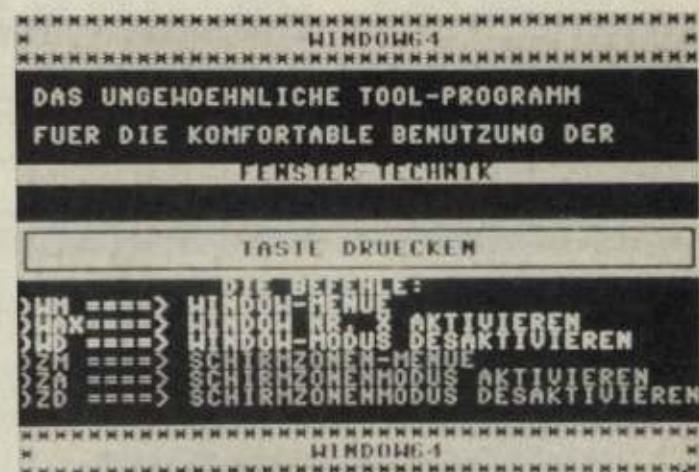 WINDOW64
DAS UNGEWOEHNLICHE TOOL-PROGRAMM
FUER DIE KOMFORTABLE BENUTZUNG DER
FENSTER TECHNIK
TASTE DRUECKEN
DIE BEFEHLE:
>WM ====> WINDOW-MENUE
>WAX====> WINDOW NR. X AKTIVIEREN
>WD ====> WINDOW-MODUS DESAKTIVIEREN
>ZM ====> SCHIRMZONEN-MENUE
>ZA ====> SCHIRMZONENMODUS AKTIVIEREN
>ZD ====> SCHIRMZONENMODUS DESAKTIVIEREN
WINDOW64